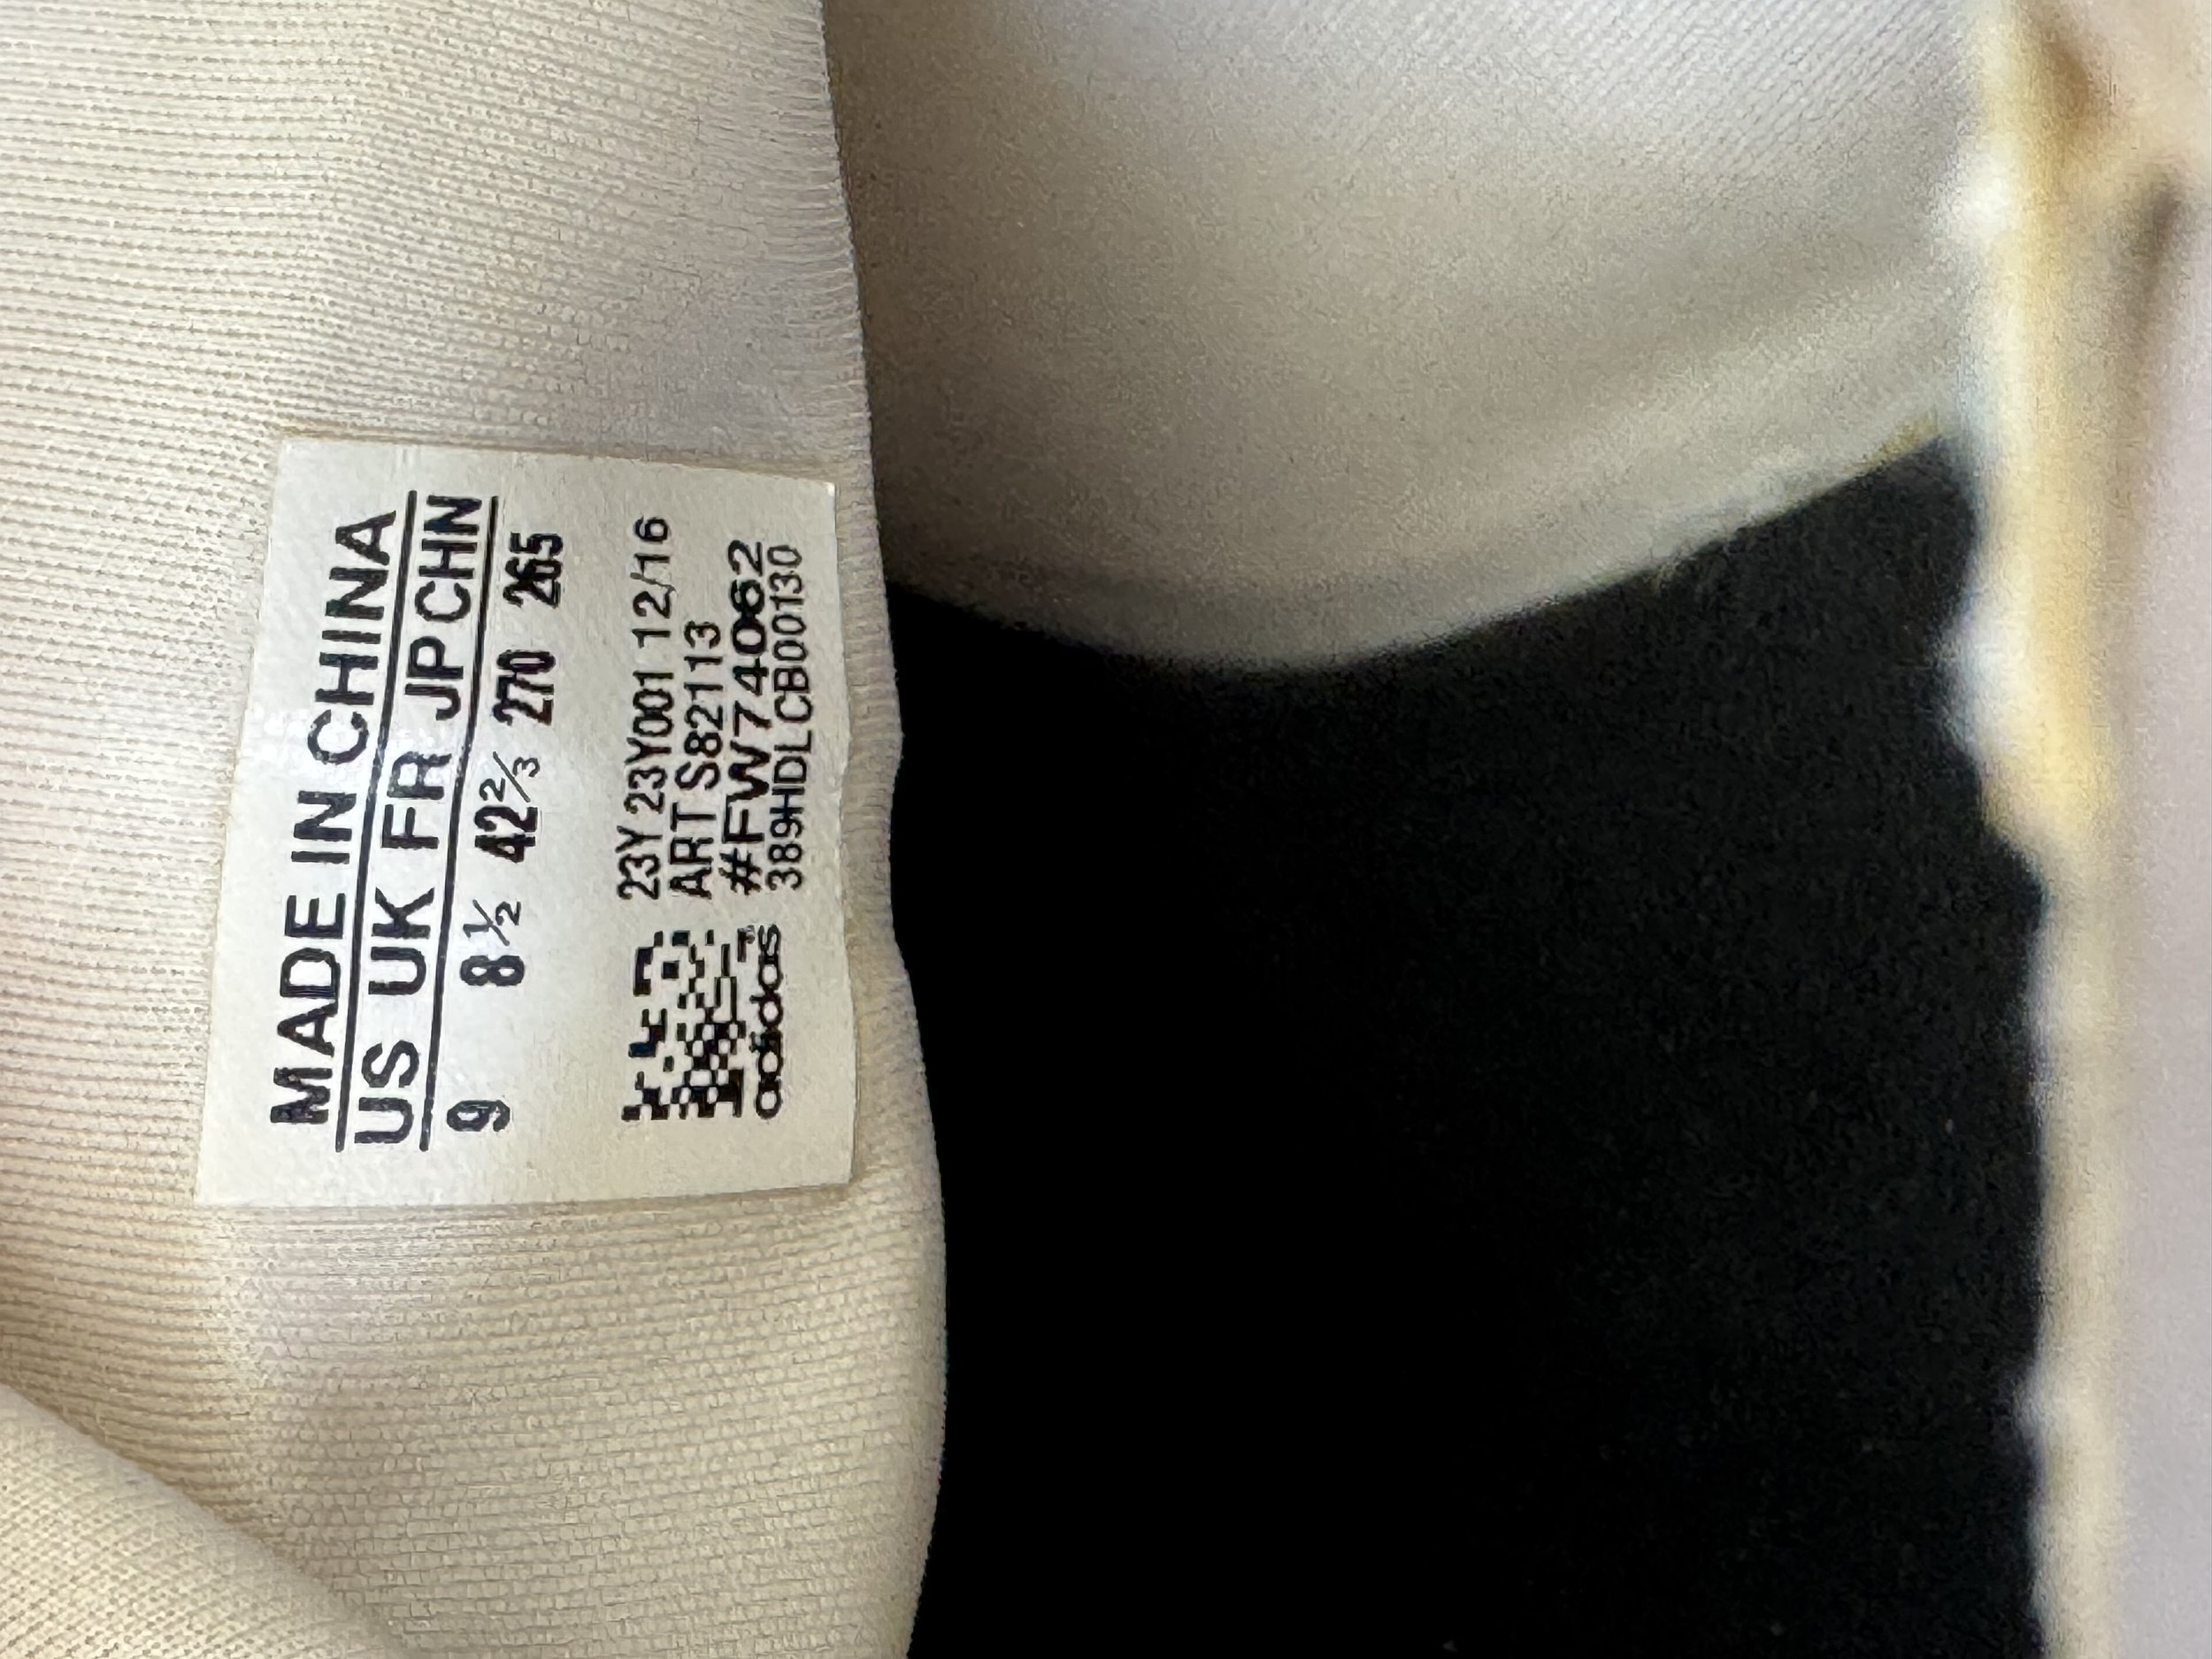 MADE IN CHINA
US UK FR JP CHN
9 8½ 42⅔ 270 265
23Y 23Y001 12/16
ART S82113
#FW74062
389HDLCB00130
adidas